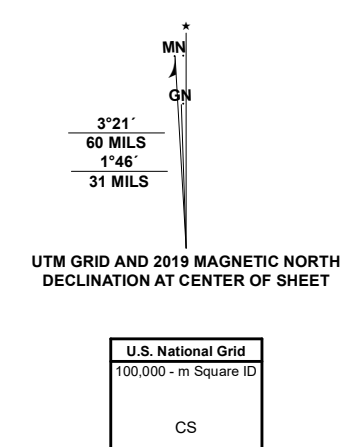 MN
GN
3°21´
60 MILS
1°46´
31 MILS
UTM GRID AND 2019 MAGNETIC NORTH
DECLINATION AT CENTER OF SHEET
U.S. National Grid
100,000 - m Square ID
CS